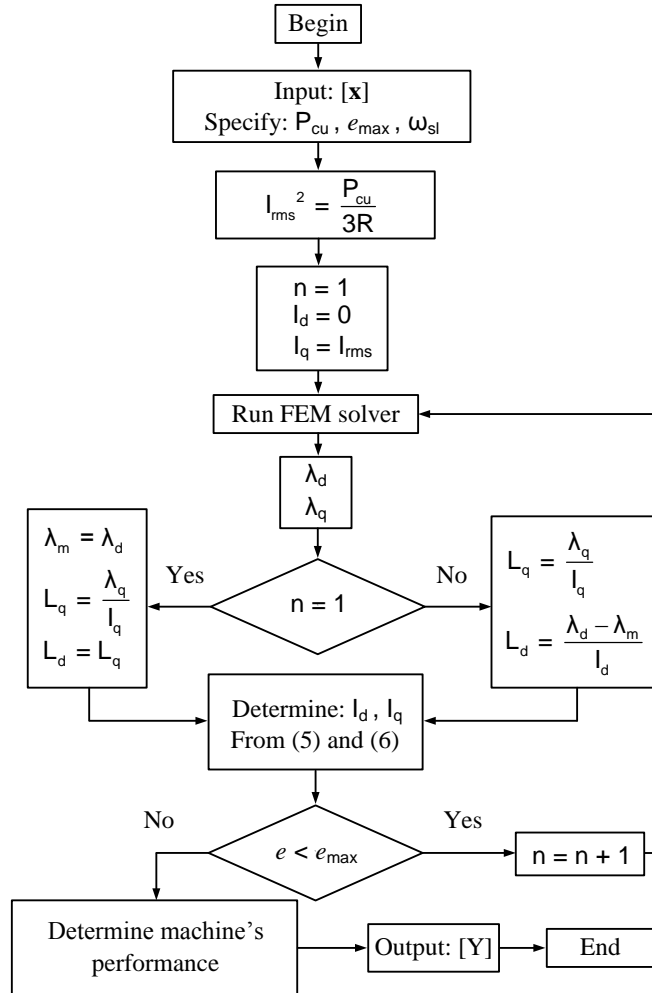 Begin
Input: [x]
Specify: P_cu , e_max , ω_sl
I_rms² = P_cu / 3R
n = 1
I_d = 0
I_q = I_rms
Run FEM solver
λ_d
λ_q
n = 1
Yes
No
λ_m = λ_d
L_q = λ_q / I_q
L_d = L_q
L_q = λ_q / I_q
L_d = λ_d − λ_m / I_d
Determine: I_d , I_q
From (5) and (6)
e < e_max
No
Yes
n = n + 1
Determine machine’s
performance
Output: [Y]
End